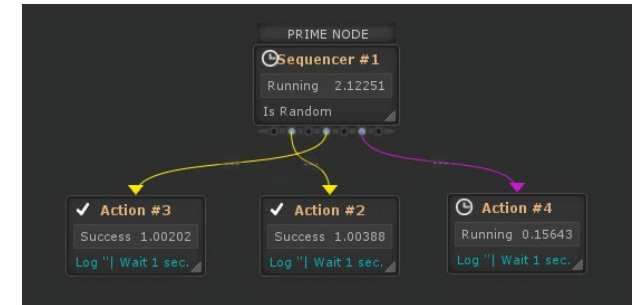 PRIME NODE
Sequencer #1
Running 2.12251
Is Random
Action #3
Success 1.00202
Log "| Wait 1 sec.
Action #2
Success 1.00388
Log "| Wait 1 sec.
Action #4
Running 0.15643
Log "| Wait 1 sec.